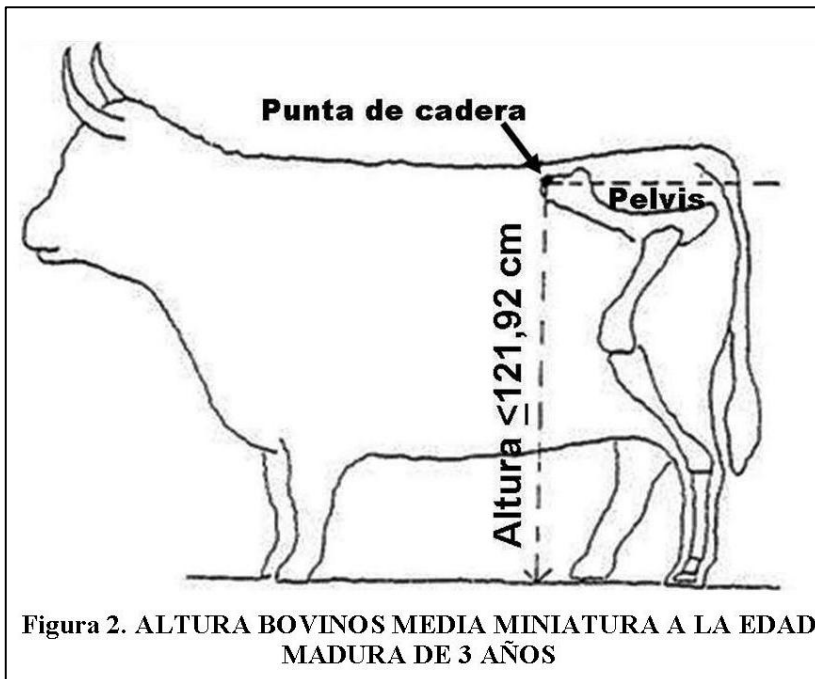 Punta de cadera
Pelvis
Altura ≤121,92 cm
Figura 2. ALTURA BOVINOS MEDIA MINIATURA A LA EDAD
MADURA DE 3 AÑOS